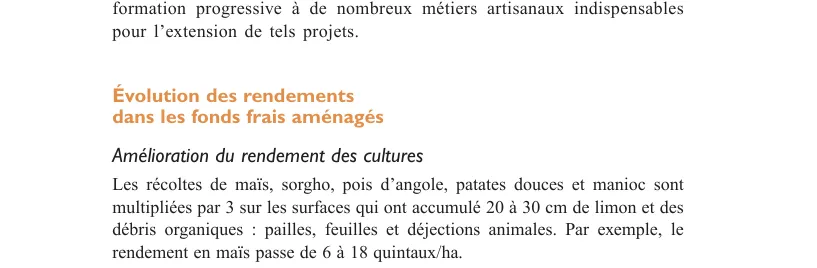 formation progressive à de nombreux métiers artisanaux indispensables
pour l’extension de tels projets.
Évolution des rendements
dans les fonds frais aménagés
Amélioration du rendement des cultures
Les récoltes de maïs, sorgho, pois d’angole, patates douces et manioc sont
multipliées par 3 sur les surfaces qui ont accumulé 20 à 30 cm de limon et des
débris organiques : pailles, feuilles et déjections animales. Par exemple, le
rendement en maïs passe de 6 à 18 quintaux/ha.